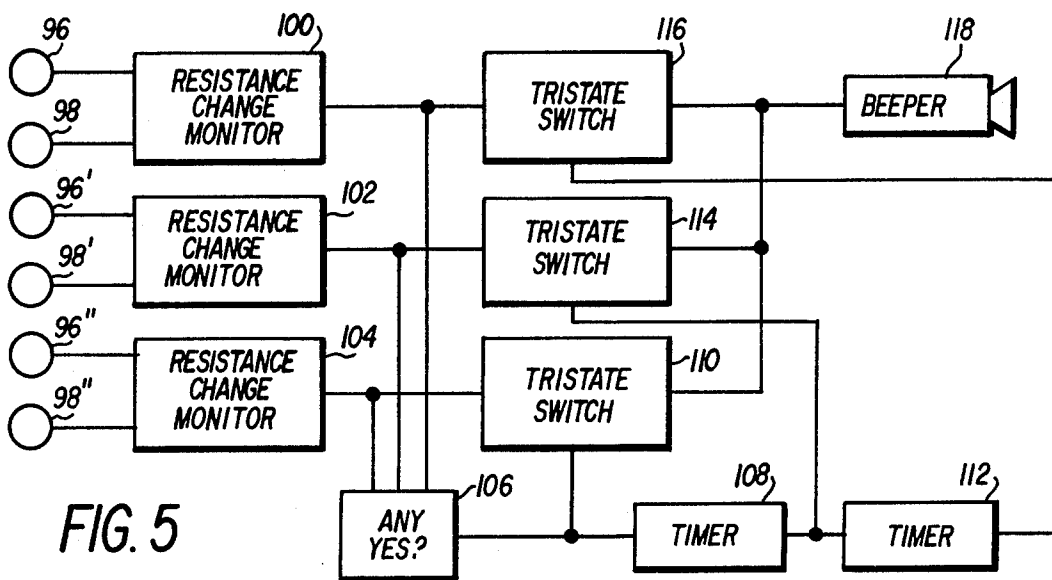 96
98
96'
98'
96"
98"
100
RESISTANCE
CHANGE
MONITOR
102
RESISTANCE
CHANGE
MONITOR
104
RESISTANCE
CHANGE
MONITOR
116
TRISTATE
SWITCH
114
TRISTATE
SWITCH
110
TRISTATE
SWITCH
118
BEEPER
106
ANY
YES?
108
TIMER
112
TIMER
FIG. 5